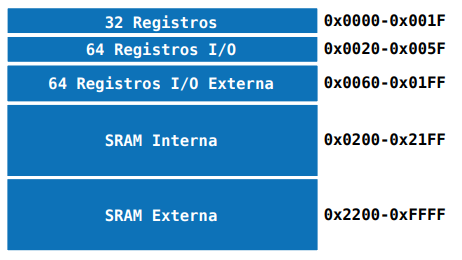 32 Registros 0x0000-0x001F
64 Registros I/O 0x0020-0x005F
64 Registros I/O Externa 0x0060-0x01FF
SRAM Interna 0x0200-0x21FF
SRAM Externa 0x2200-0xFFFF